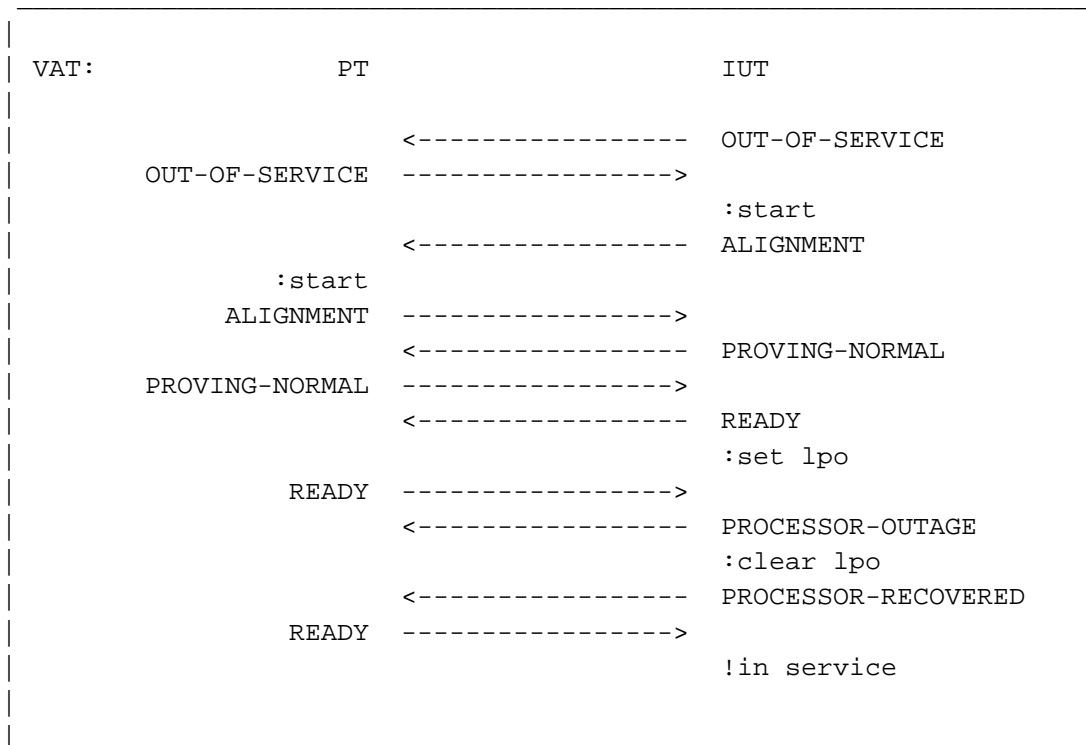 VAT: PT IUT
<----------------- OUT-OF-SERVICE
OUT-OF-SERVICE ----------------->
:start
<----------------- ALIGNMENT
:start
ALIGNMENT ----------------->
<----------------- PROVING-NORMAL
PROVING-NORMAL ----------------->
<----------------- READY
:set lpo
READY ----------------->
<----------------- PROCESSOR-OUTAGE
:clear lpo
<----------------- PROCESSOR-RECOVERED
READY ----------------->
!in service